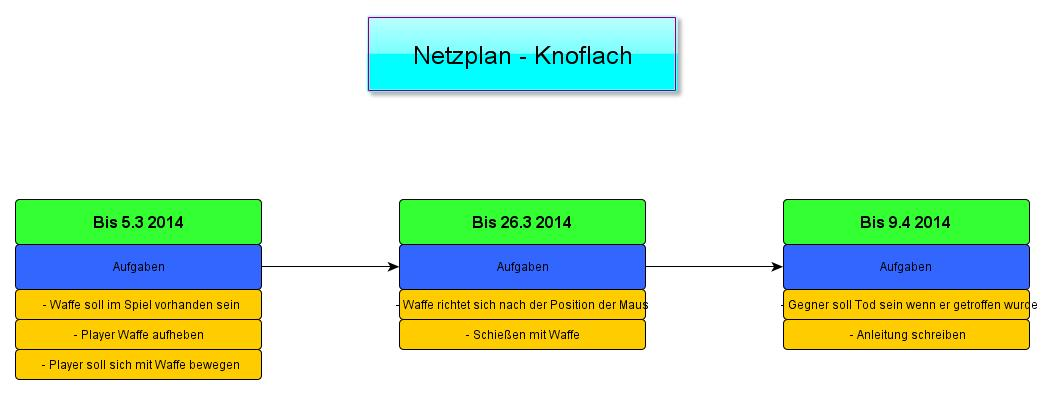 Netzplan - Knoflach
Bis 5.3 2014
Aufgaben
- Waffe soll im Spiel vorhanden sein
- Player Waffe aufheben
- Player soll sich mit Waffe bewegen
Bis 26.3 2014
Aufgaben
- Waffe richtet sich nach der Position der Maus
- Schießen mit Waffe
Bis 9.4 2014
Aufgaben
- Gegner soll Tod sein wenn er getroffen wurde
- Anleitung schreiben